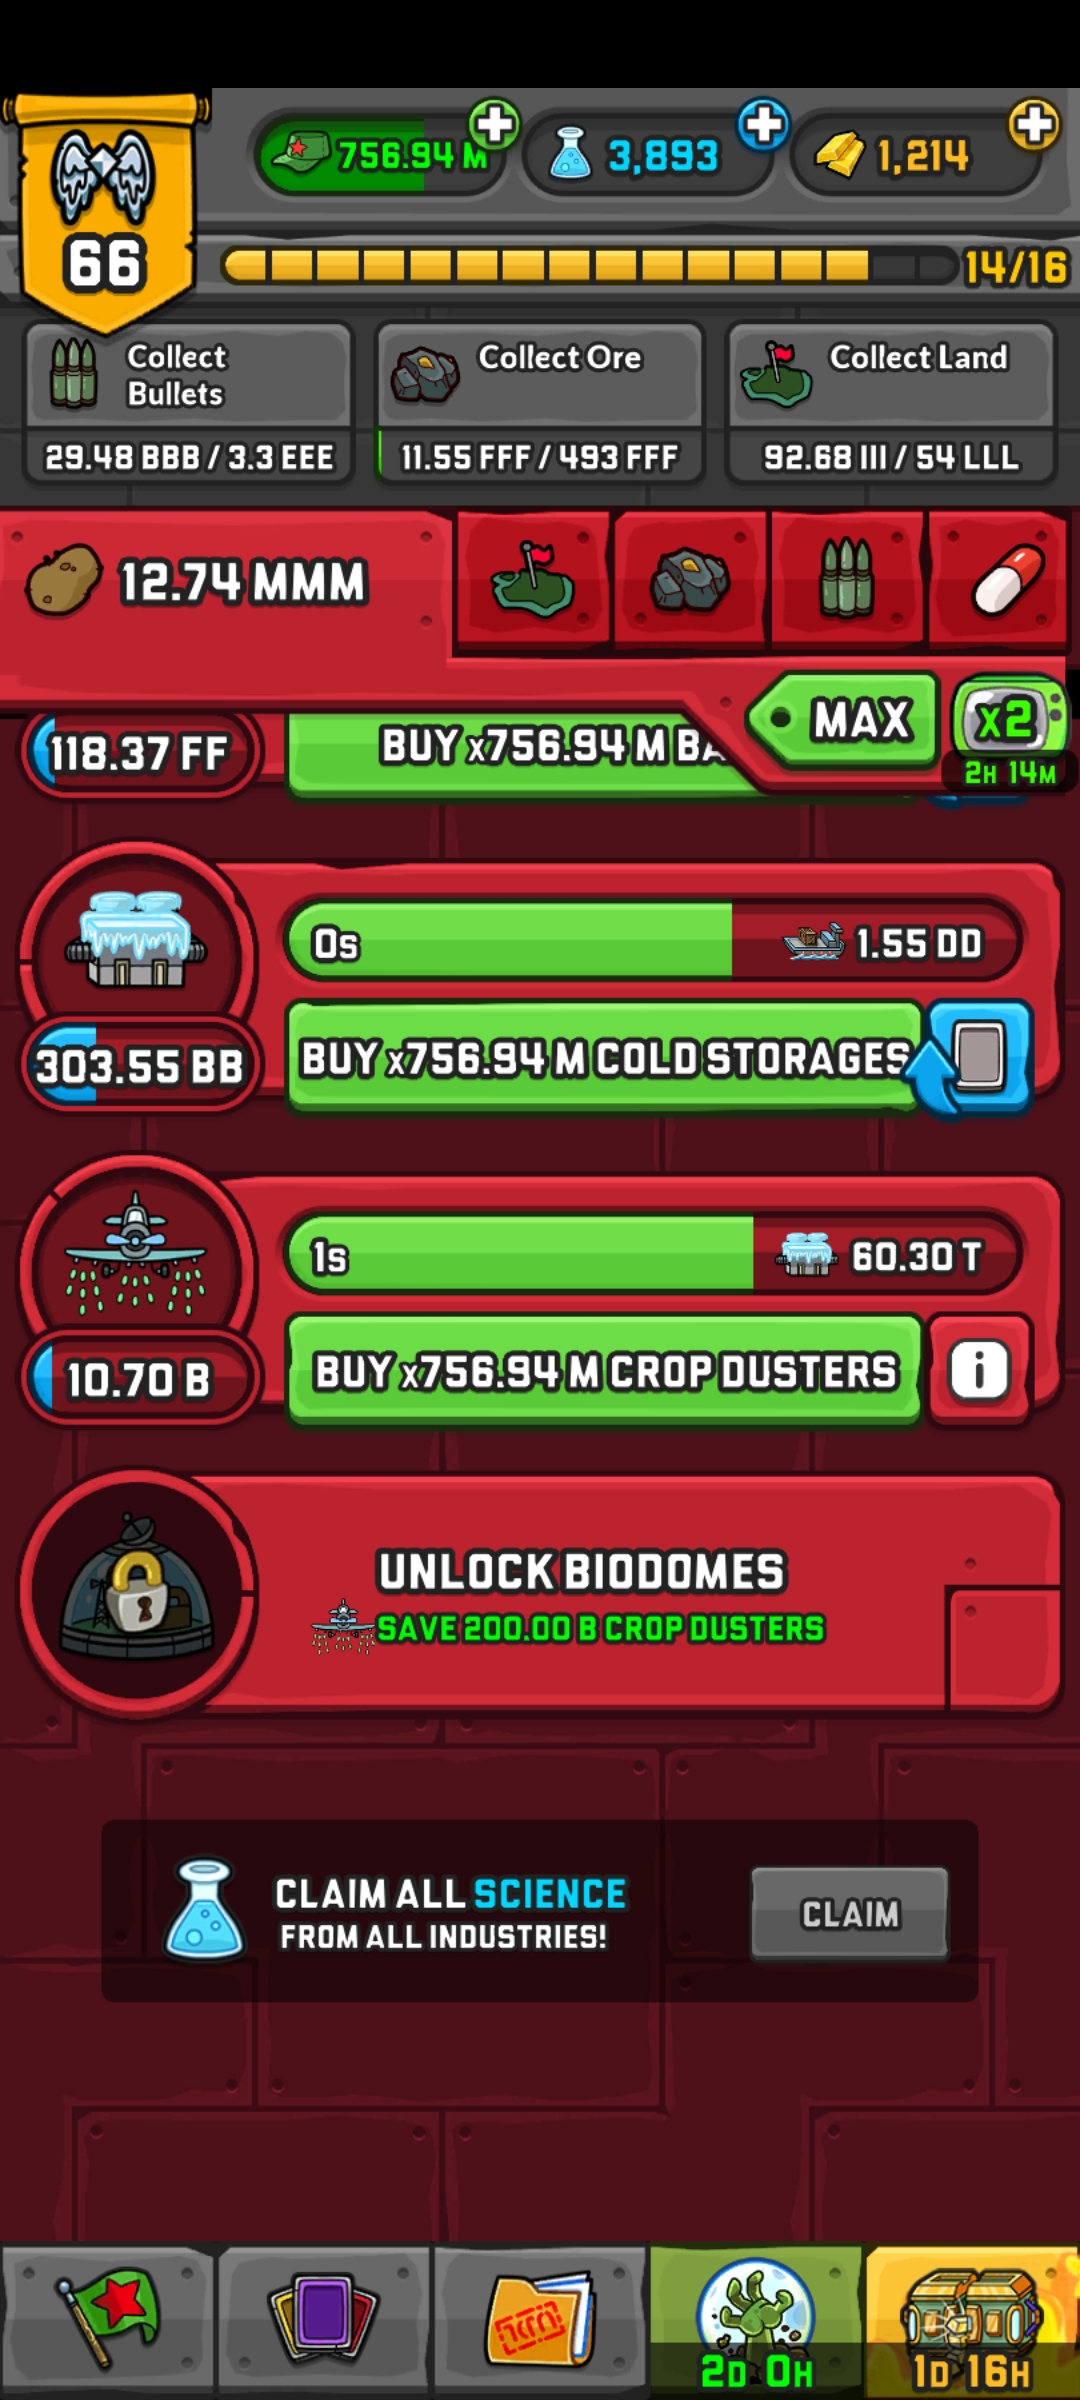 756.94 M
3,893
1,214
66
14/16
Collect
Bullets
29.48 BBB / 3.3 EEE
Collect Ore
11.55 FFF / 493 FFF
Collect Land
92.68 III / 54 LLL
12.74 MMM
MAX
x2
2H 14M
118.37 FF
BUY x756.94 M BA
0s
1.55 DD
303.55 BB
BUY x756.94 M COLD STORAGES
1s
60.30 T
10.70 B
BUY x756.94 M CROP DUSTERS
i
UNLOCK BIODOMES
SAVE 200.00 B CROP DUSTERS
CLAIM ALL SCIENCE
FROM ALL INDUSTRIES!
CLAIM
2D 0H
1D 16H